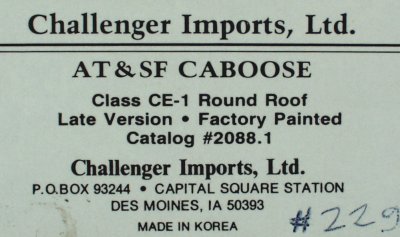 Challenger Imports, Ltd.
AT&SF CABOOSE
Class CE-1 Round Roof
Late Version • Factory Painted
Catalog #2088.1
Challenger Imports, Ltd.
P.O.BOX 93244 • CAPITAL SQUARE STATION
DES MOINES, IA 50393
MADE IN KOREA
#229